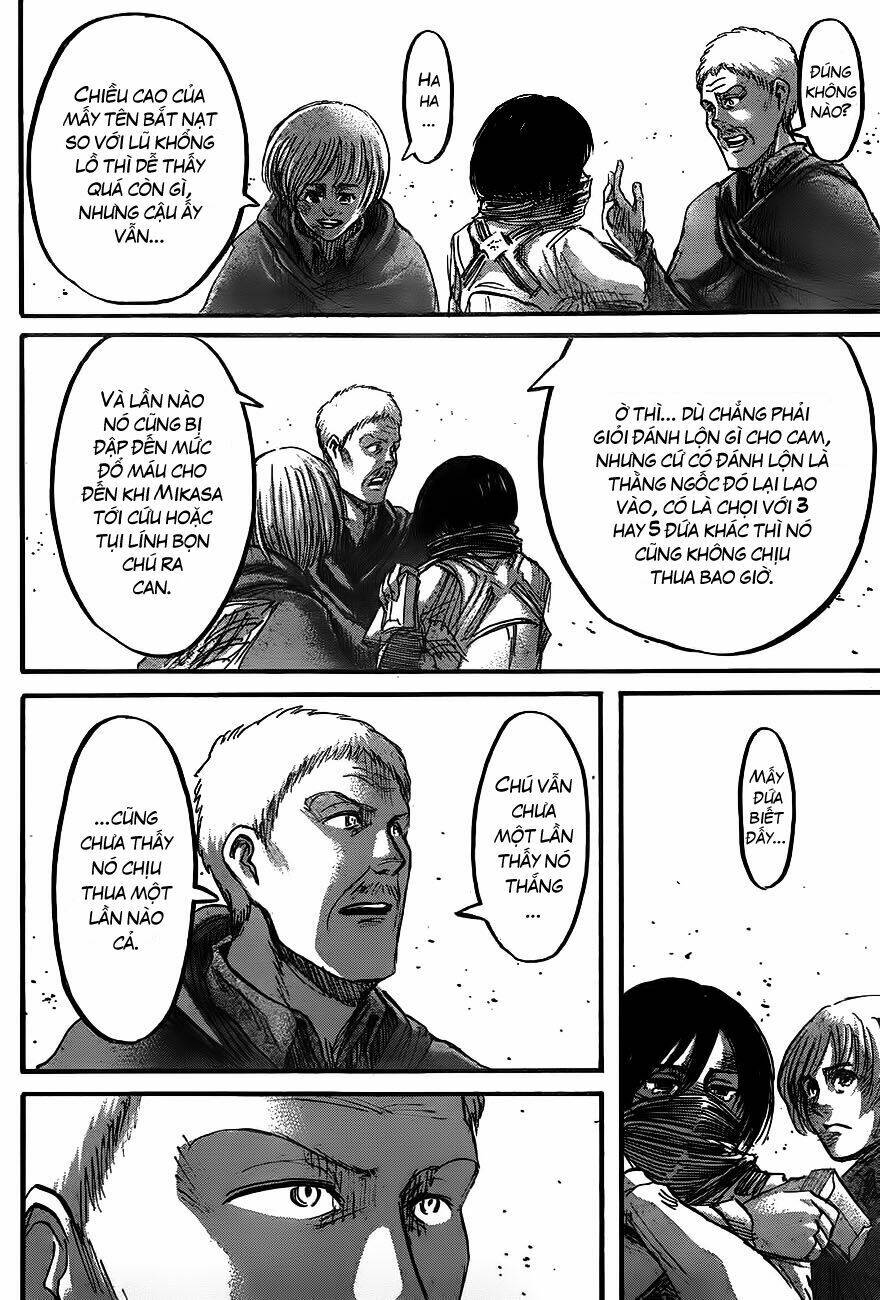 ĐÚNG
KHÔNG
NÀO?
HA
HA
...
CHIỀU CAO CỦA
MẤY TÊN BẮT NẠT
SO VỚI LŨ KHỔNG
LỒ THÌ DỄ THẤY
QUÁ CÒN GÌ,
NHƯNG CẬU ẤY
VẪN...
Ờ THÌ... DÙ CHẲNG PHẢI
GIỎI ĐÁNH LỘN GÌ CHO CAM,
NHƯNG CỨ CÓ ĐÁNH LỘN LÀ
THẰNG NGỐC ĐÓ LẠI LAO
VÀO, CÓ LÀ CHỌI VỚI 3
HAY 5 ĐỨA KHÁC THÌ NÓ
CŨNG KHÔNG CHỊU
THUA BAO GIỜ.
VÀ LẦN NÀO
NÓ CŨNG BỊ
ĐẬP ĐẾN MỨC
ĐỔ MÁU CHO
ĐẾN KHI MIKASA
TỚI CỨU HOẶC
TỤI LÍNH BỌN
CHÚ RA
CAN.
MẤY
ĐỨA
BIẾT
ĐẤY...
CHÚ VẪN
CHƯA
MỘT LẦN
THẤY NÓ
THẮNG
...
...CŨNG
CHƯA THẤY
NÓ CHỊU
THUA MỘT
LẦN NÀO
CẢ.